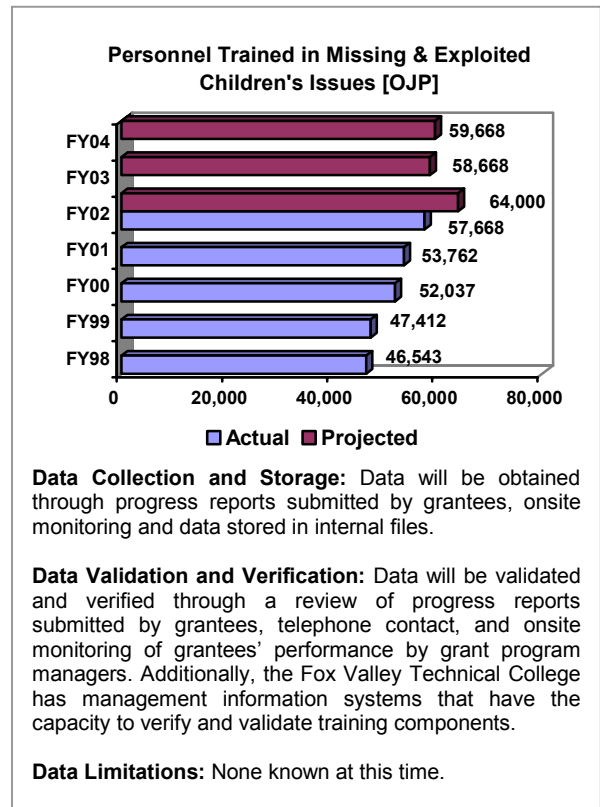 Personnel Trained in Missing & Exploited
Children's Issues [OJP]
FY04
59,668
FY03
58,668
64,000
FY02
57,668
FY01
53,762
FY00
52,037
FY99
47,412
FY98
46,543
0 20,000 40,000 60,000 80,000
Actual Projected
Data Collection and Storage: Data will be obtained
through progress reports submitted by grantees, onsite
monitoring and data stored in internal files.
Data Validation and Verification: Data will be validated
and verified through a review of progress reports
submitted by grantees, telephone contact, and onsite
monitoring of grantees’ performance by grant program
managers. Additionally, the Fox Valley Technical College
has management information systems that have the
capacity to verify and validate training components.
Data Limitations: None known at this time.